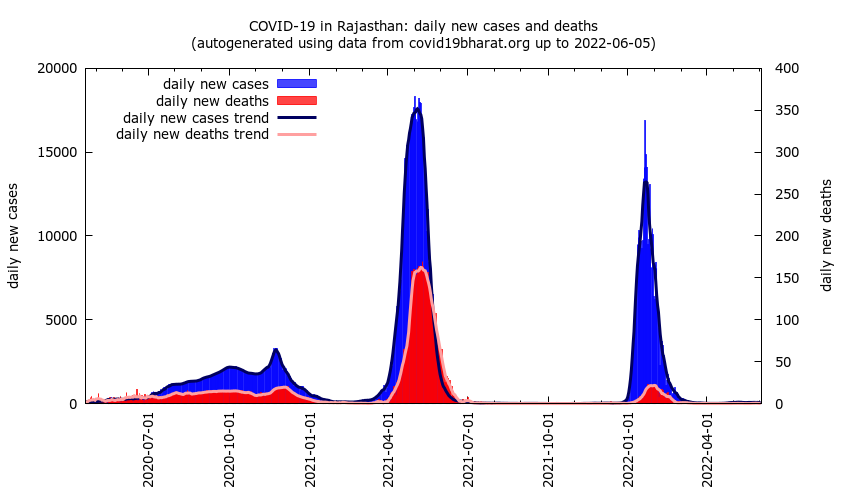 COVID-19 in Rajasthan: daily new cases and deaths
(autogenerated using data from covid19bharat.org up to 2022-06-05)
20000
15000
10000
5000
0
400
350
300
250
200
150
100
50
0
daily new cases
daily new deaths
daily new cases trend
daily new deaths trend
daily new cases
daily new deaths
2020-07-01
2020-10-01
2021-01-01
2021-04-01
2021-07-01
2021-10-01
2022-01-01
2022-04-01